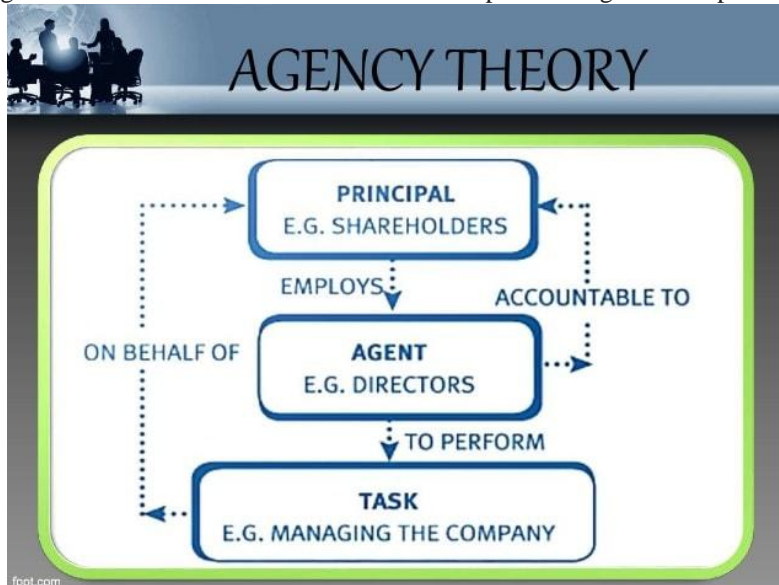 AGENCY THEORY
PRINCIPAL
E.G. SHAREHOLDERS
EMPLOYS
ACCOUNTABLE TO
ON BEHALF OF
AGENT
E.G. DIRECTORS
TO PERFORM
TASK
E.G. MANAGING THE COMPANY
fppt.com